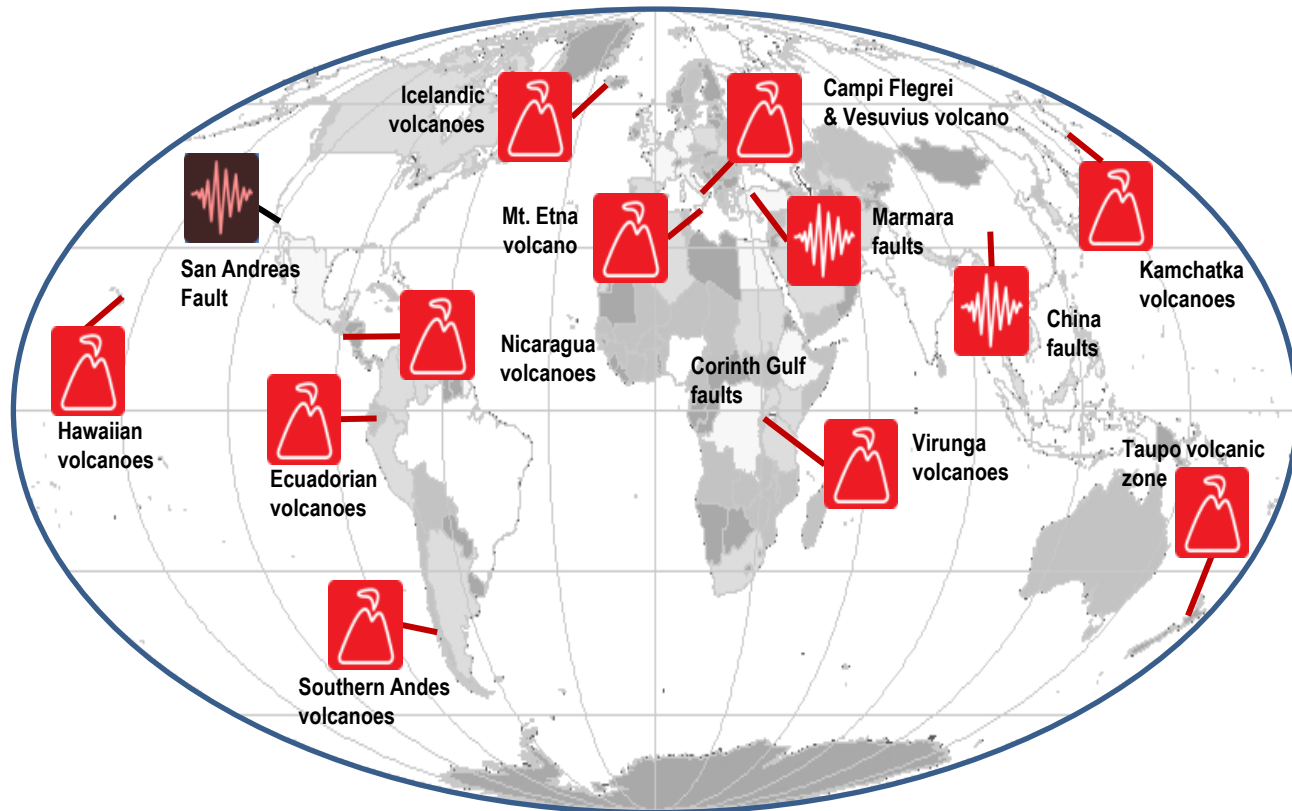 Icelandic
volcanoes
Campi Flegrei
& Vesuvius volcano
San Andreas
Fault
Mt. Etna
volcano
Marmara
faults
Kamchatka
volcanoes
Hawaiian
volcanoes
Nicaragua
volcanoes
China
faults
Corinth Gulf
faults
Ecuadorian
volcanoes
Virunga
volcanoes
Taupo volcanic
zone
Southern Andes
volcanoes